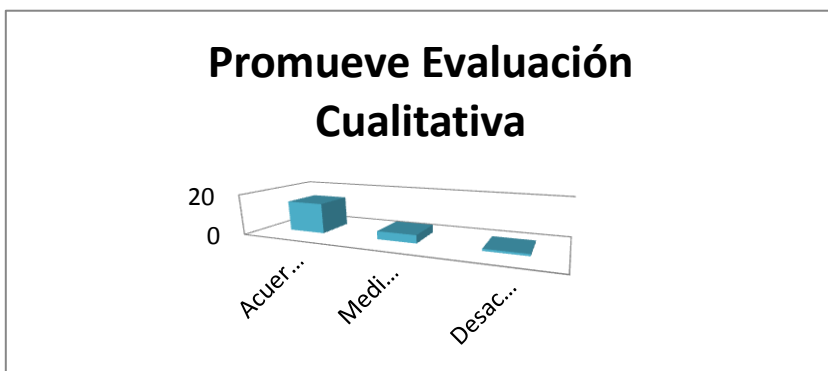 Promueve Evaluación
Cualitativa
20
0
Acuer...
Medi...
Desac...